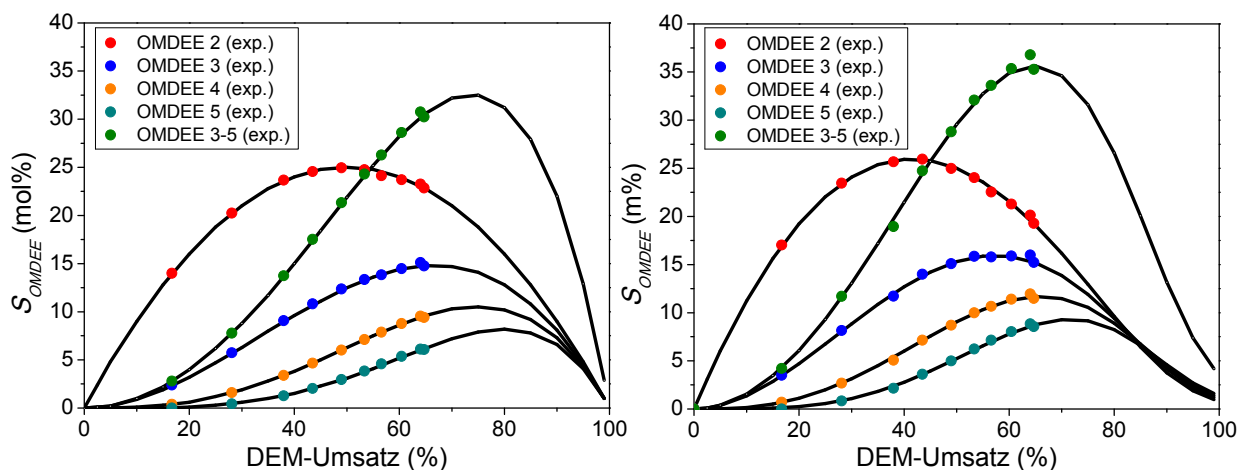 40
35
30
25
20
15
10
5
0
S_OMDEE (mol%)
OMDEE 2 (exp.)
OMDEE 3 (exp.)
OMDEE 4 (exp.)
OMDEE 5 (exp.)
OMDEE 3-5 (exp.)
0 20 40 60 80 100
DEM-Umsatz (%)
40
35
30
25
20
15
10
5
0
S_OMDEE (m%)
OMDEE 2 (exp.)
OMDEE 3 (exp.)
OMDEE 4 (exp.)
OMDEE 5 (exp.)
OMDEE 3-5 (exp.)
0 20 40 60 80 100
DEM-Umsatz (%)